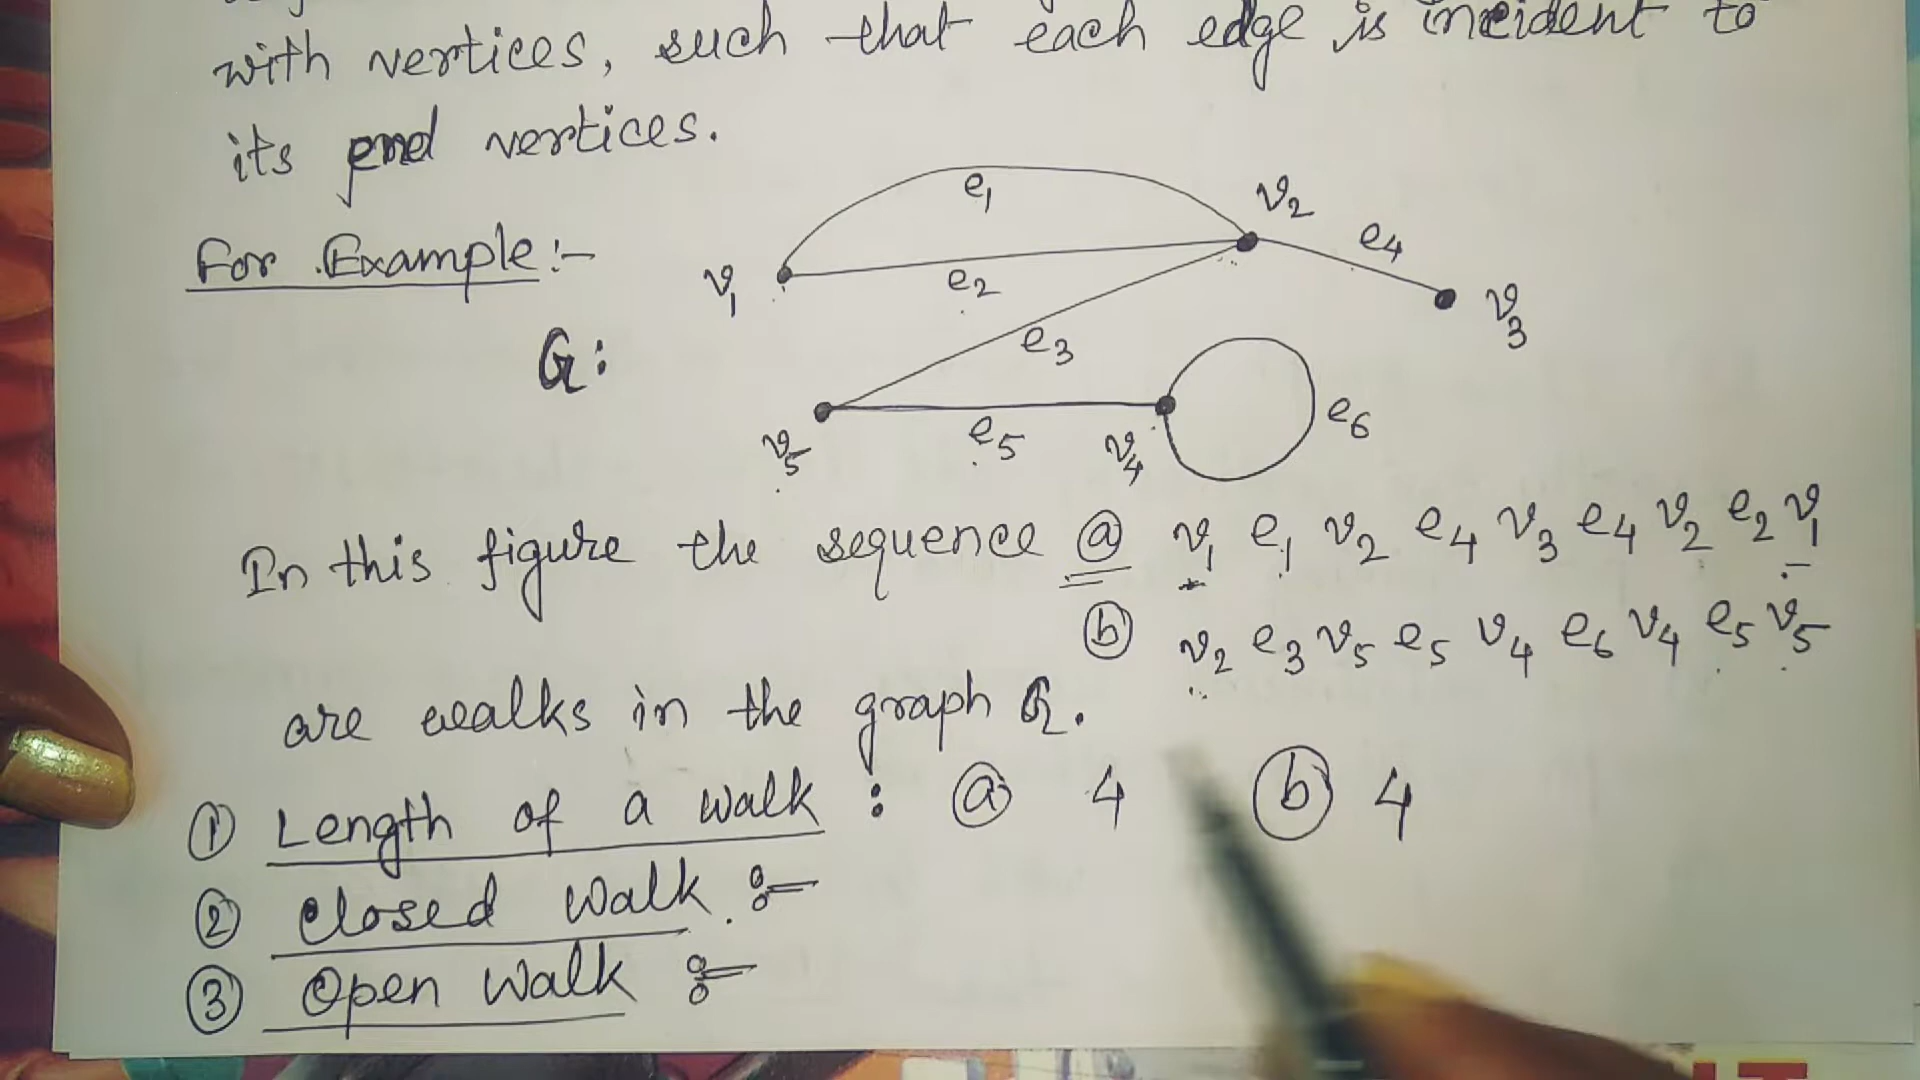 with vertices, such that each edge is incident to
its end vertices.
For Example:-
G:
e1
v2
e4
v1
e2
v3
e3
e6
v5
e5
v4
In this figure the sequence ⓐ v1 e1 v2 e4 v3 e4 v2 e2 v1
ⓑ v2 e3 v5 e5 v4 e6 v4 e5 v5
are walks in the graph G.
① Length of a walk : ⓐ 4 ⓑ 4
② Closed Walk :-
③ Open Walk :-